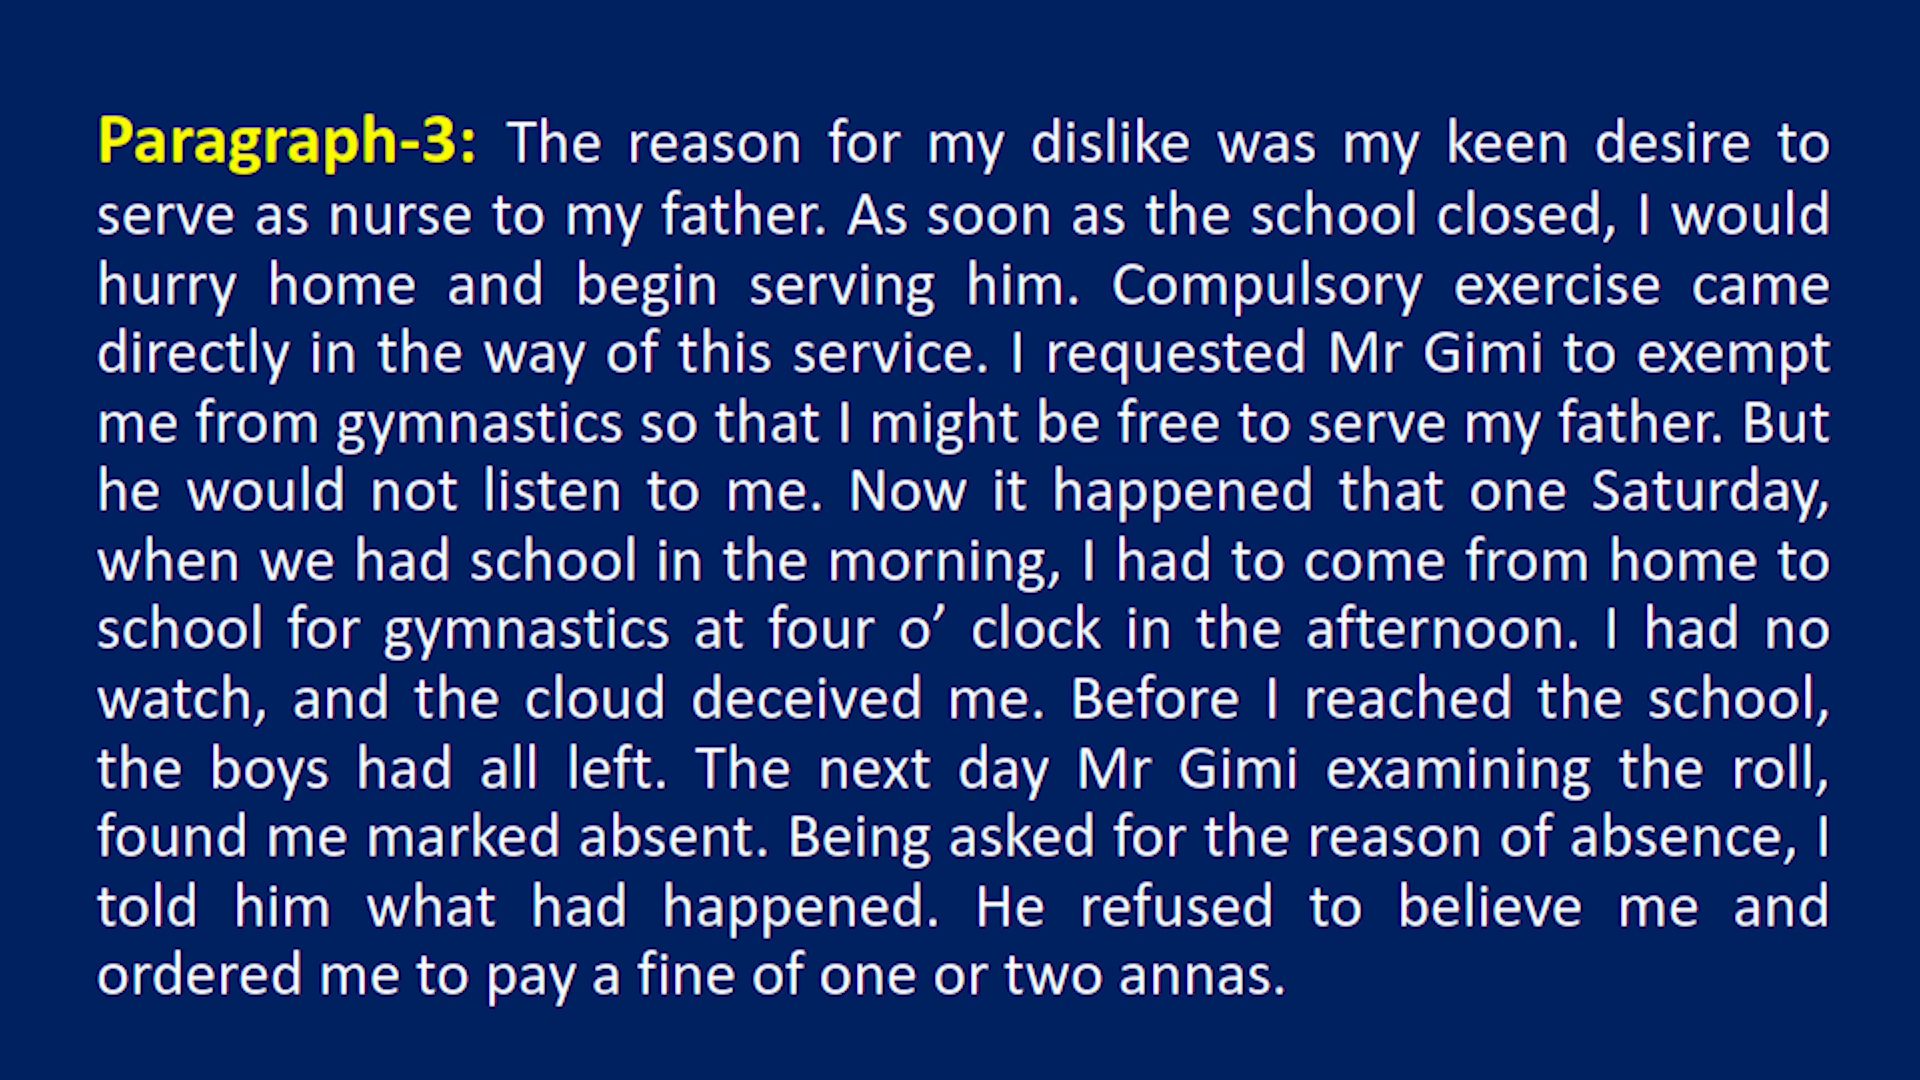 Paragraph-3: The reason for my dislike was my keen desire to
serve as nurse to my father. As soon as the school closed, I would
hurry home and begin serving him. Compulsory exercise came
directly in the way of this service. I requested Mr Gimi to exempt
me from gymnastics so that I might be free to serve my father. But
he would not listen to me. Now it happened that one Saturday,
when we had school in the morning, I had to come from home to
school for gymnastics at four o’ clock in the afternoon. I had no
watch, and the cloud deceived me. Before I reached the school,
the boys had all left. The next day Mr Gimi examining the roll,
found me marked absent. Being asked for the reason of absence, I
told him what had happened. He refused to believe me and
ordered me to pay a fine of one or two annas.